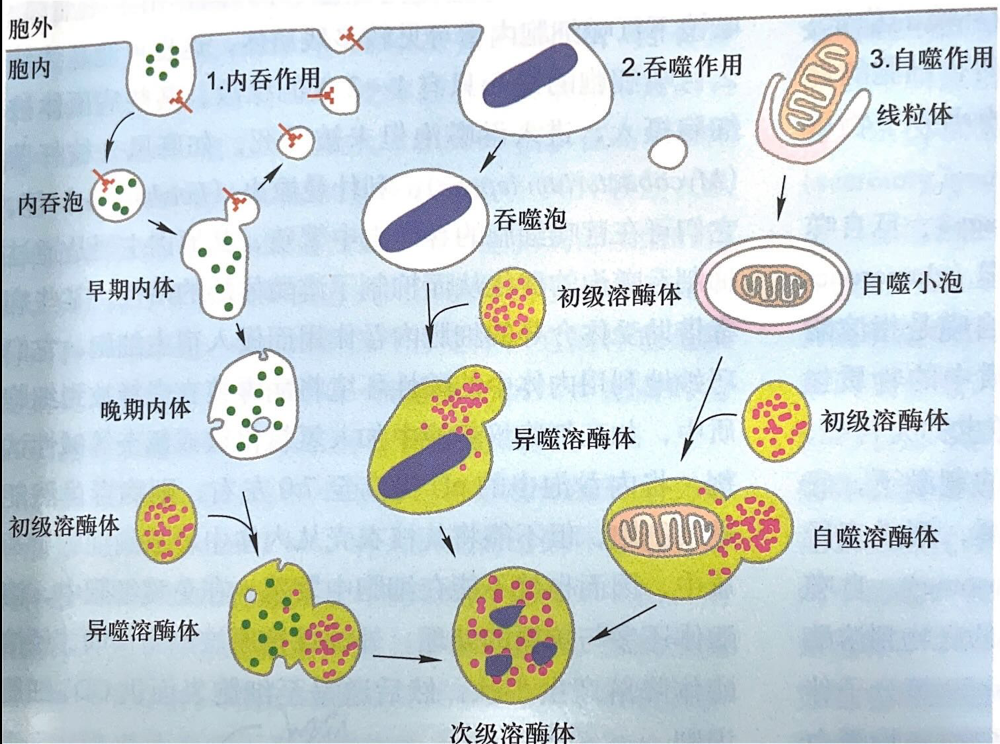 胞外
胞内
1.内吞作用
2.吞噬作用
3.自噬作用
线粒体
内吞泡
吞噬泡
早期内体
初级溶酶体
自噬小泡
晚期内体
异噬溶酶体
初级溶酶体
初级溶酶体
自噬溶酶体
异噬溶酶体
次级溶酶体